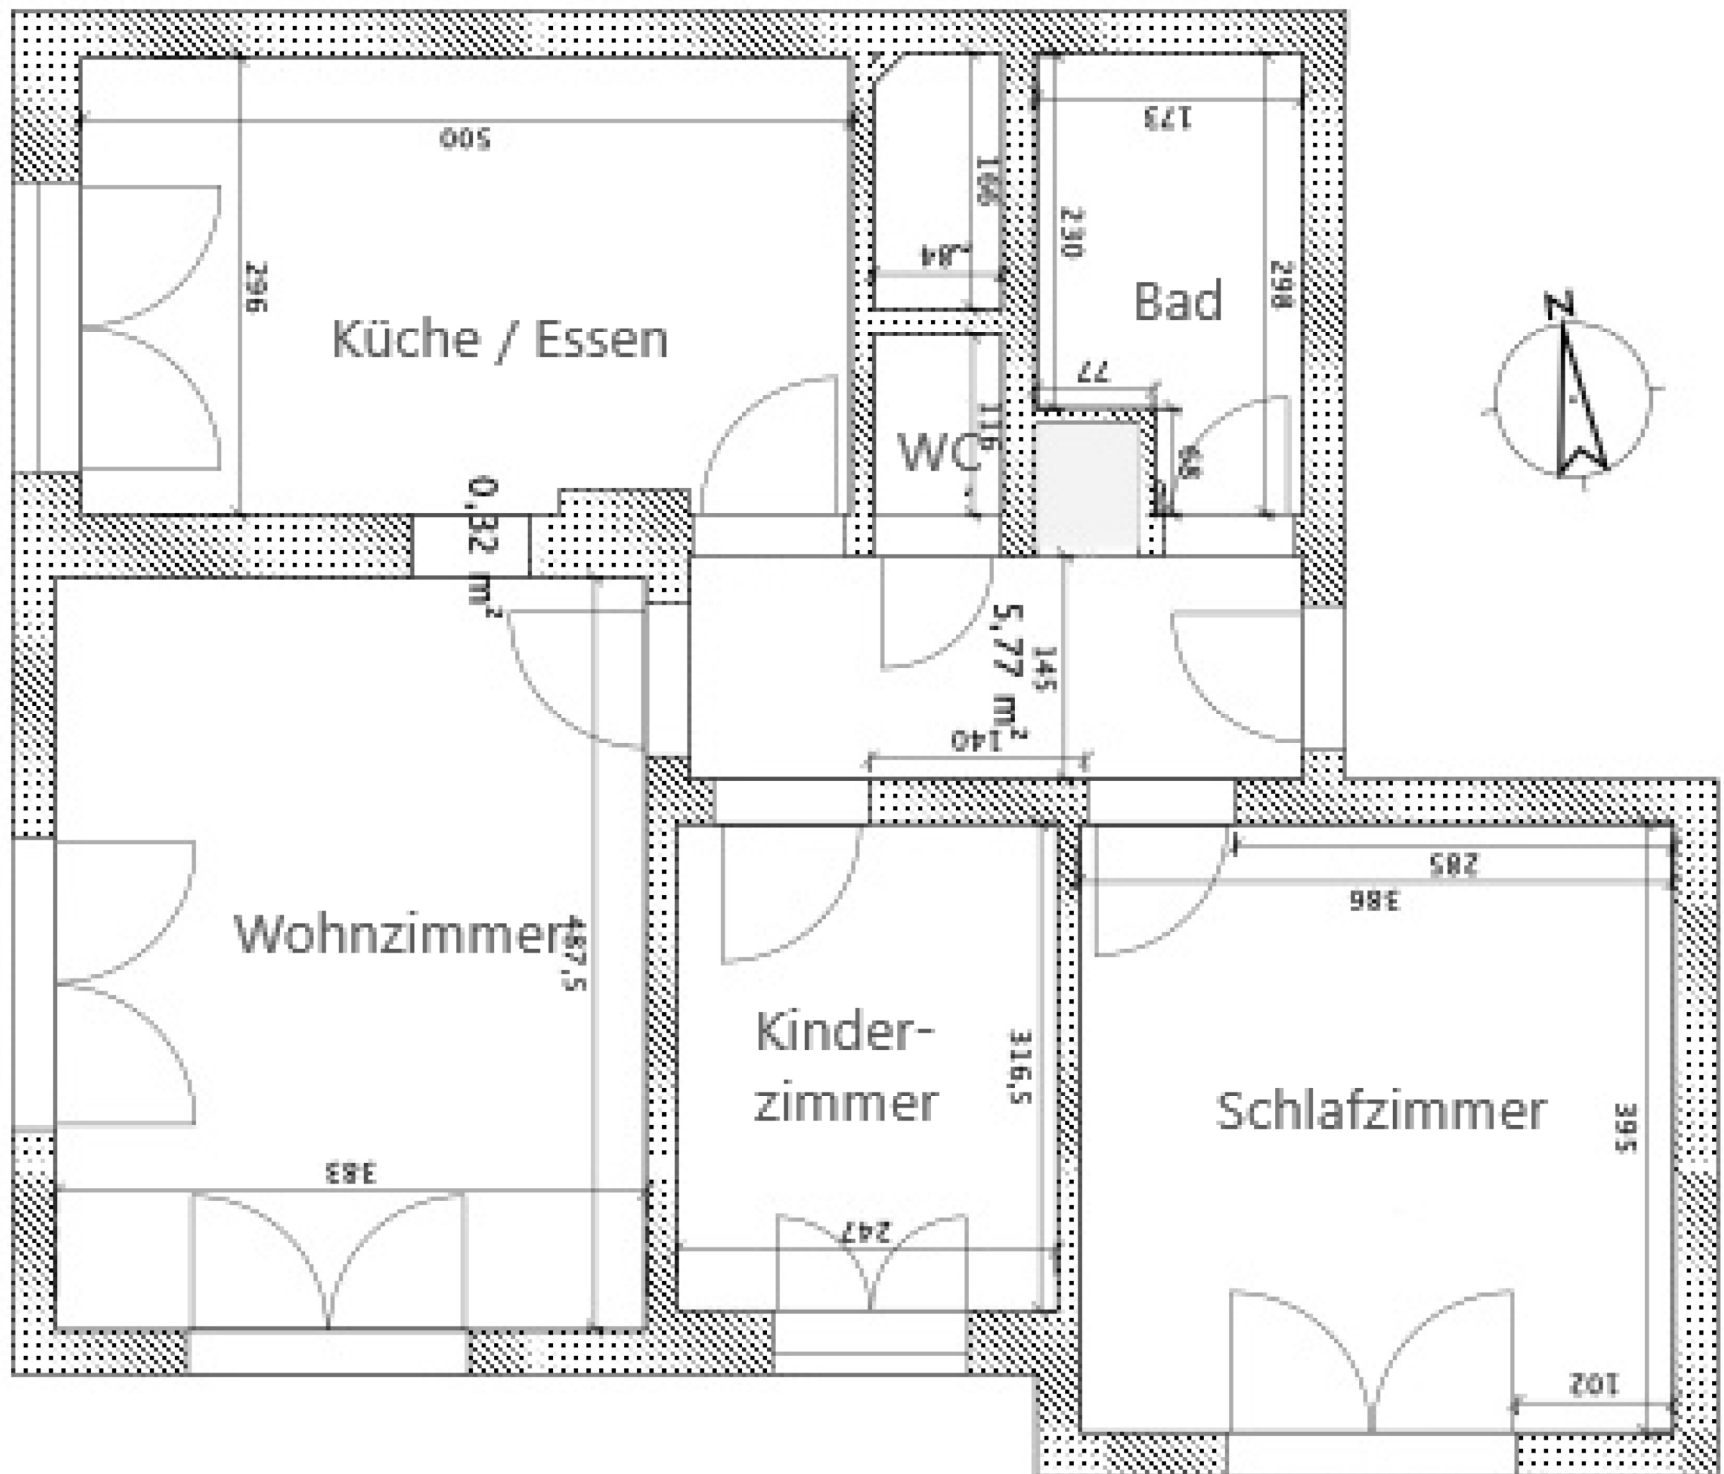 500
173
166
230
84
298
296
Bad
N
Küche / Essen
77
116
WC
68
0,32 m²
5,77 m²
145
140
285
386
Wohnzimmer
487,5
Kinder-
zimmer
316,5
Schlafzimmer
395
383
247
102